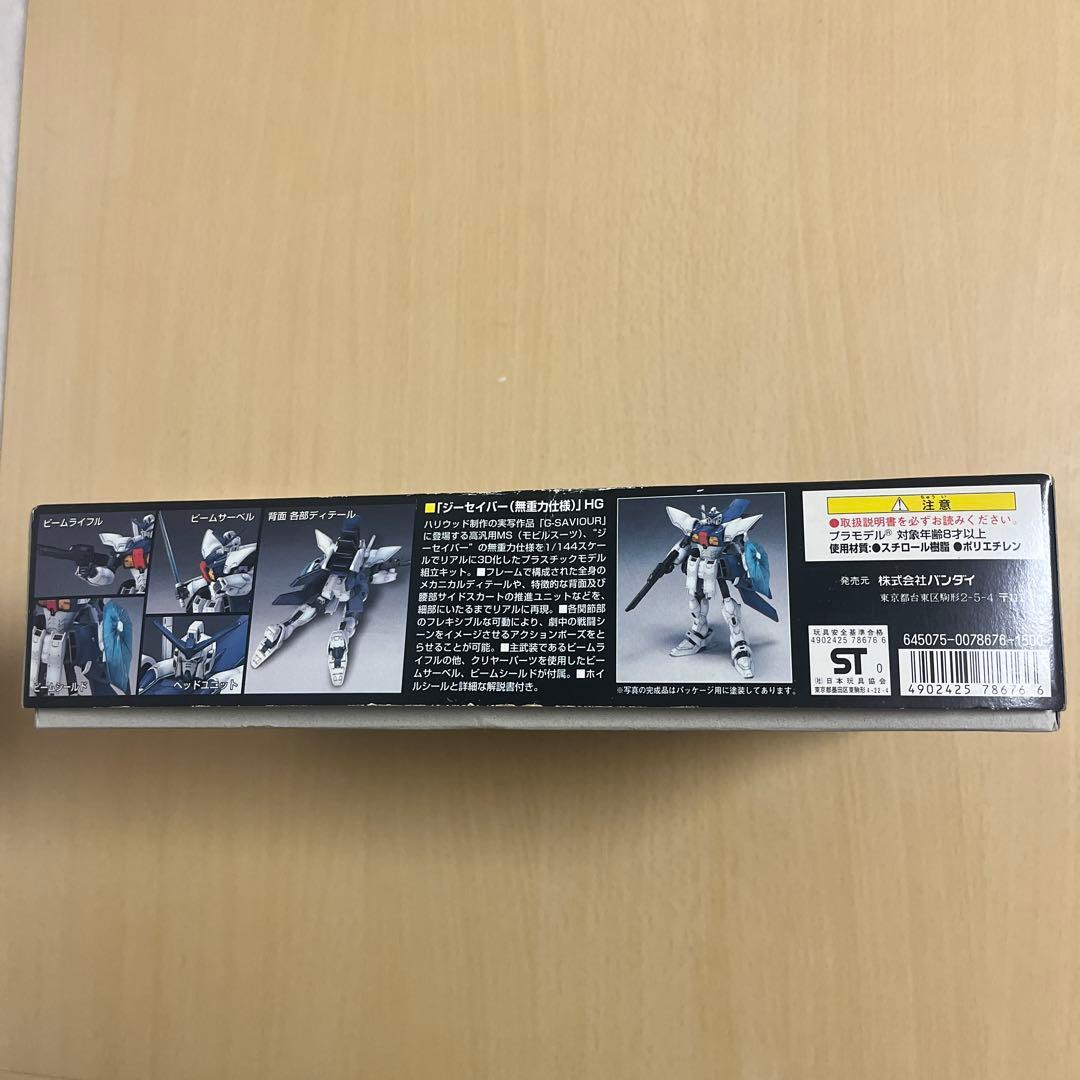 ビームライフル
ビームサーベル
ビームシールド
ヘッドユニット
背面 各部ディテール
■「ジーセイバー(無重力仕様)」HG
ハリウッド制作の実写作品「G-SAVIOUR」
に登場する高汎用MS(モビルスーツ)、“ジ
ーセイバー”の無重力仕様を1/144スケー
ルでリアルに3D化したプラスチックモデル
組立キット。■フレームで構成された全身の
メカニカルディテールや、特徴的な背面及び
腰部サイドスカートの推進ユニットなどを、
細部にいたるまでリアルに再現。■各関節部
のフレキシブルな可動により、劇中の戦闘シ
ーンをイメージさせるアクションポーズをと
らせることが可能。■主武装であるビームラ
イフルの他、クリヤーパーツを使用したビー
ムサーベル、ビームシールドが付属。■ホイ
ルシールと詳細な解説書付き。
※写真の完成品はパッケージ用に塗装してあります。
ちゅうい
注意
●取扱説明書を必ずお読みください。
プラモデル® 対象年齢8才以上
使用材質:●スチロール樹脂 ●ポリエチレン
発売元 株式会社バンダイ
東京都台東区駒形2-5-4 〒111
玩具安全基準合格
4902425 78676 6
ST
0
(社)日本玩具協会
東京都墨田区東駒形4-22-4
645075-0078676-1500
4902425 78676 6